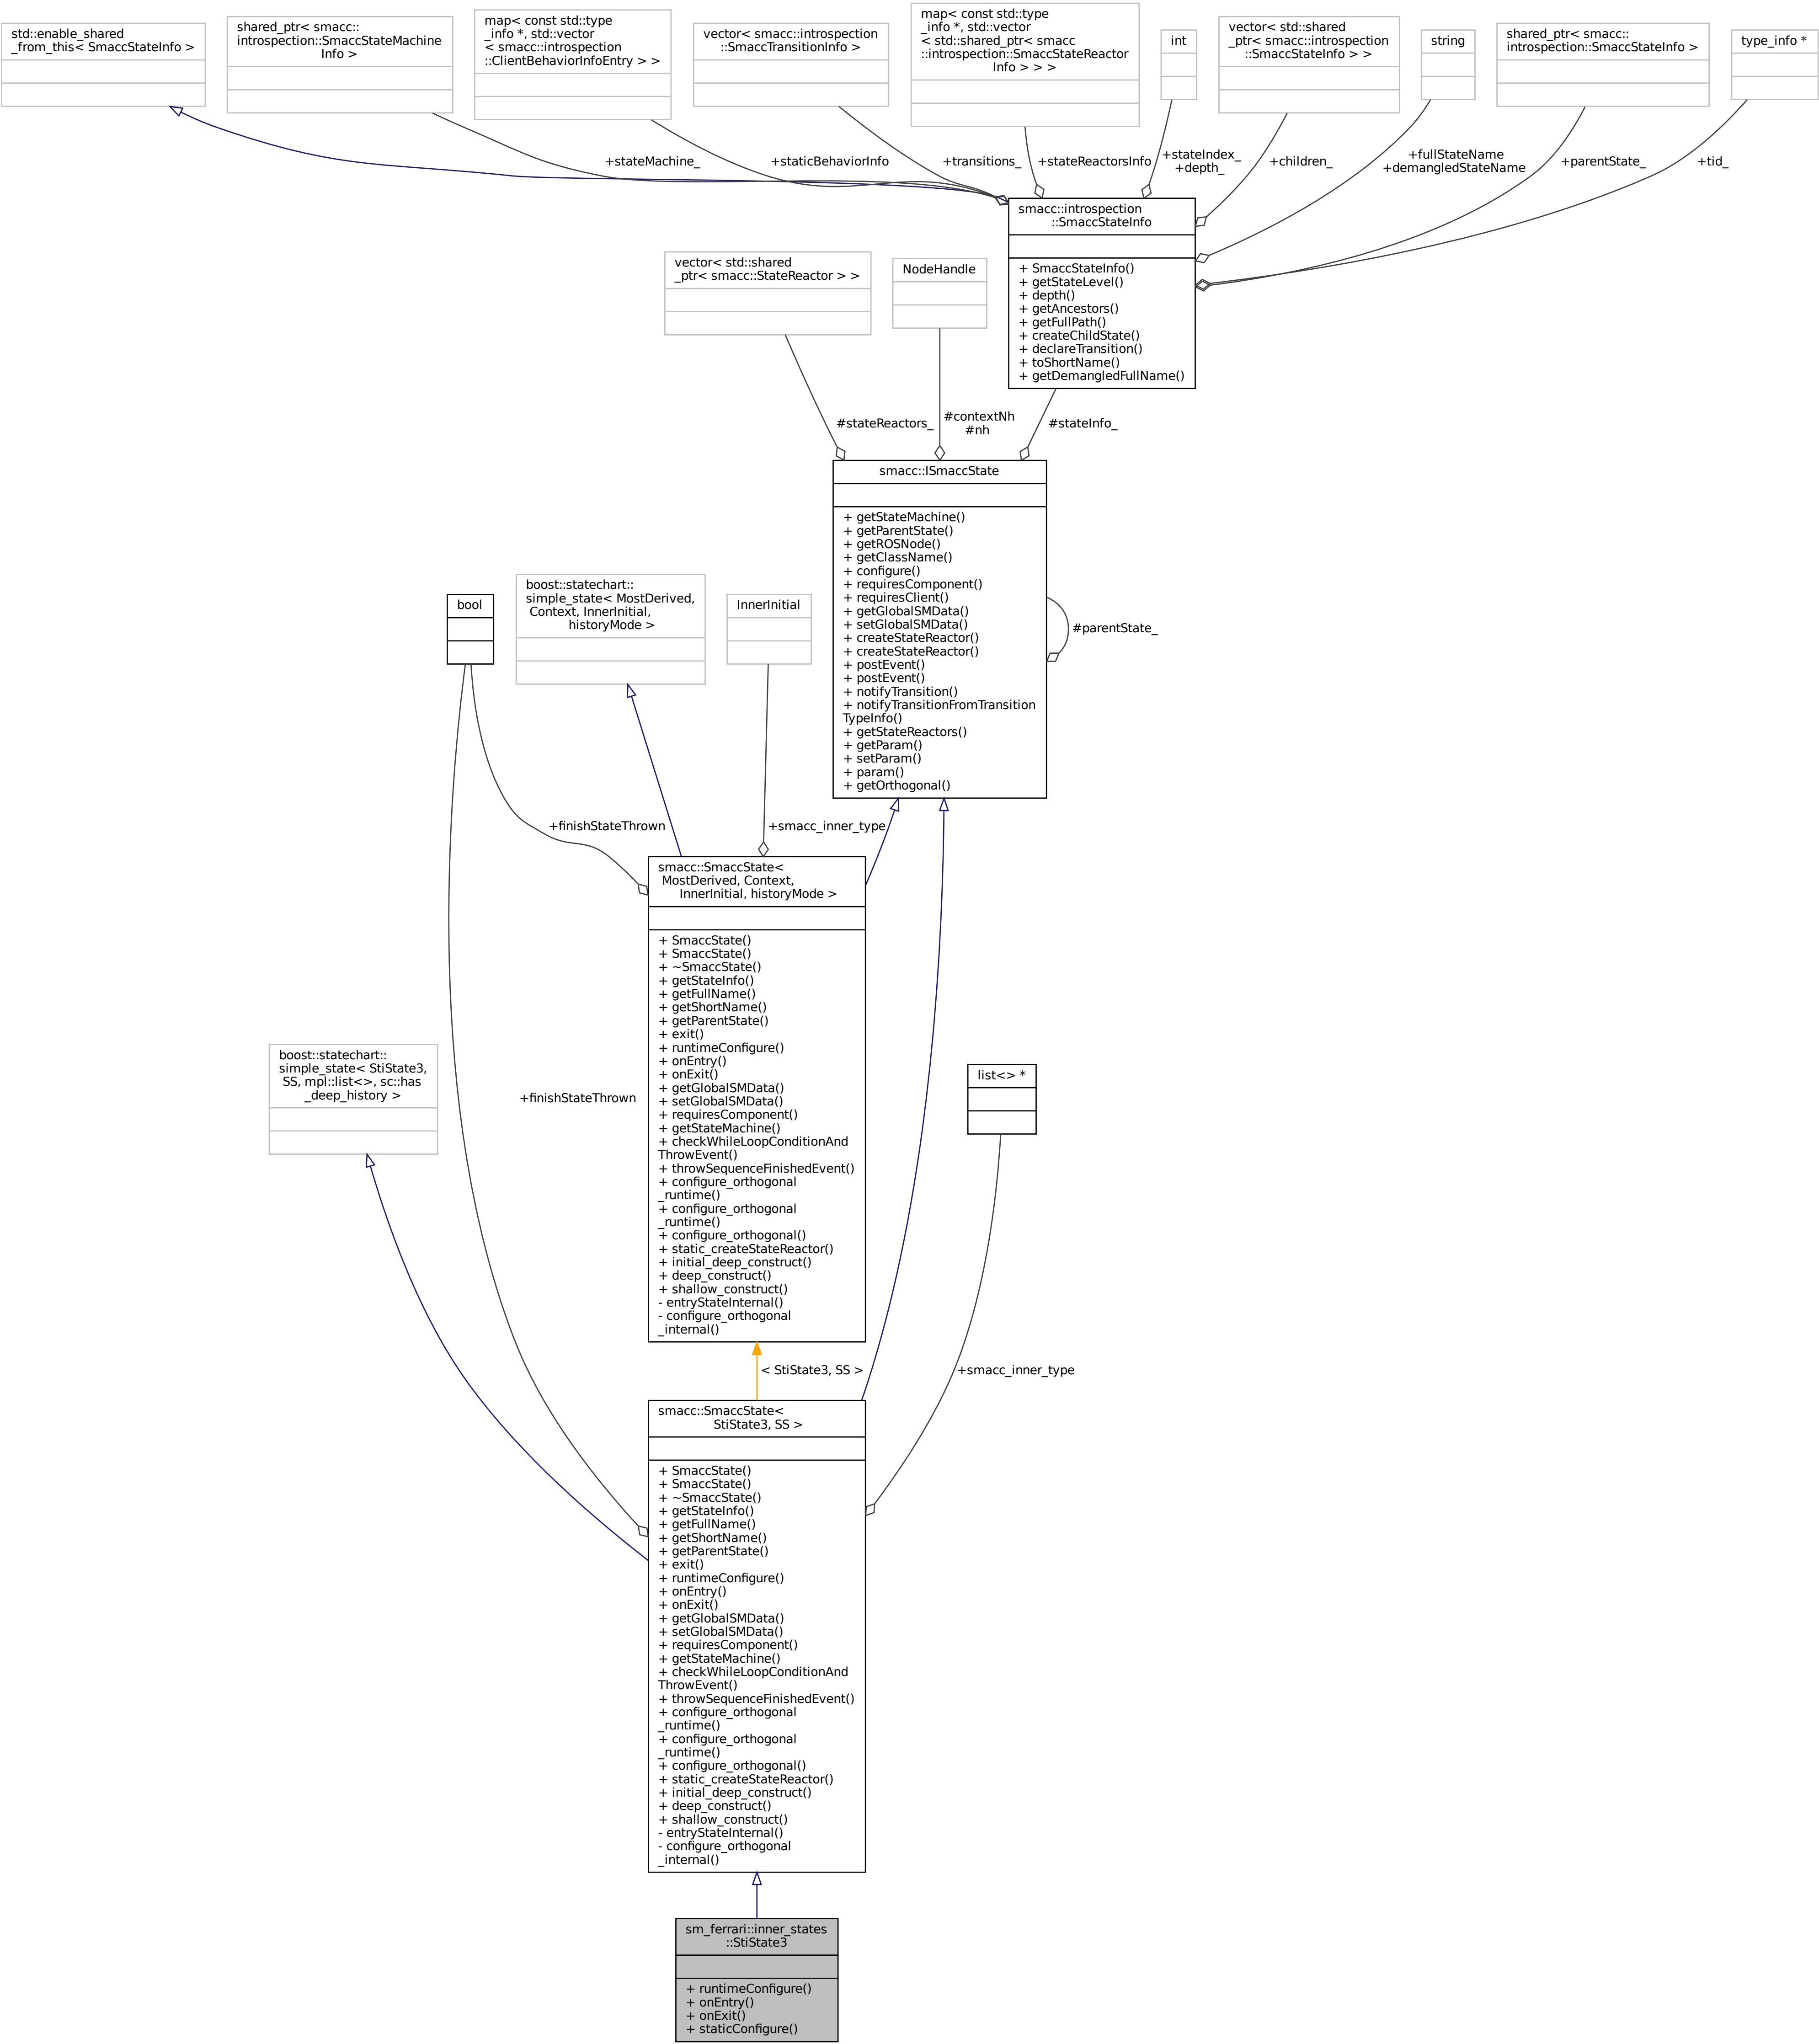 std::enable_shared
_from_this< SmaccStateInfo >
shared_ptr< smacc::
introspection::SmaccStateMachine
Info >
map< const std::type
_info *, std::vector
< smacc::introspection
::ClientBehaviorInfoEntry > >
vector< smacc::introspection
::SmaccTransitionInfo >
map< const std::type
_info *, std::vector
< std::shared_ptr< smacc
::introspection::SmaccStateReactor
Info > > >
int
vector< std::shared
_ptr< smacc::introspection
::SmaccStateInfo > >
string
shared_ptr< smacc::
introspection::SmaccStateInfo >
type_info *
+stateMachine_
+staticBehaviorInfo
+transitions_
+stateReactorsInfo
+stateIndex_
+depth_
+children_
+fullStateName
+demangledStateName
+parentState_
+tid_
smacc::introspection
::SmaccStateInfo
+ SmaccStateInfo()
+ getStateLevel()
+ depth()
+ getAncestors()
+ getFullPath()
+ createChildState()
+ declareTransition()
+ toShortName()
+ getDemangledFullName()
vector< std::shared
_ptr< smacc::StateReactor > >
NodeHandle
#stateReactors_
#contextNh
#nh
#stateInfo_
smacc::ISmaccState
+ getStateMachine()
+ getParentState()
+ getROSNode()
+ getClassName()
+ configure()
+ requiresComponent()
+ requiresClient()
+ getGlobalSMData()
+ setGlobalSMData()
+ createStateReactor()
+ createStateReactor()
+ postEvent()
+ postEvent()
+ notifyTransition()
+ notifyTransitionFromTransition
TypeInfo()
+ getStateReactors()
+ getParam()
+ setParam()
+ param()
+ getOrthogonal()
#parentState_
bool
boost::statechart::
simple_state< MostDerived,
Context, InnerInitial,
historyMode >
InnerInitial
+finishStateThrown
+smacc_inner_type
smacc::SmaccState<
MostDerived, Context,
InnerInitial, historyMode >
+ SmaccState()
+ SmaccState()
+ ~SmaccState()
+ getStateInfo()
+ getFullName()
+ getShortName()
+ getParentState()
+ exit()
+ runtimeConfigure()
+ onEntry()
+ onExit()
+ getGlobalSMData()
+ setGlobalSMData()
+ requiresComponent()
+ getStateMachine()
+ checkWhileLoopConditionAnd
ThrowEvent()
+ throwSequenceFinishedEvent()
+ configure_orthogonal
_runtime()
+ configure_orthogonal
_runtime()
+ configure_orthogonal()
+ static_createStateReactor()
+ initial_deep_construct()
+ deep_construct()
+ shallow_construct()
- entryStateInternal()
- configure_orthogonal
_internal()
boost::statechart::
simple_state< StiState3,
SS, mpl::list<>, sc::has
_deep_history >
+finishStateThrown
list<> *
< StiState3, SS >
+smacc_inner_type
smacc::SmaccState<
StiState3, SS >
+ SmaccState()
+ SmaccState()
+ ~SmaccState()
+ getStateInfo()
+ getFullName()
+ getShortName()
+ getParentState()
+ exit()
+ runtimeConfigure()
+ onEntry()
+ onExit()
+ getGlobalSMData()
+ setGlobalSMData()
+ requiresComponent()
+ getStateMachine()
+ checkWhileLoopConditionAnd
ThrowEvent()
+ throwSequenceFinishedEvent()
+ configure_orthogonal
_runtime()
+ configure_orthogonal
_runtime()
+ configure_orthogonal()
+ static_createStateReactor()
+ initial_deep_construct()
+ deep_construct()
+ shallow_construct()
- entryStateInternal()
- configure_orthogonal
_internal()
sm_ferrari::inner_states
::StiState3
+ runtimeConfigure()
+ onEntry()
+ onExit()
+ staticConfigure()